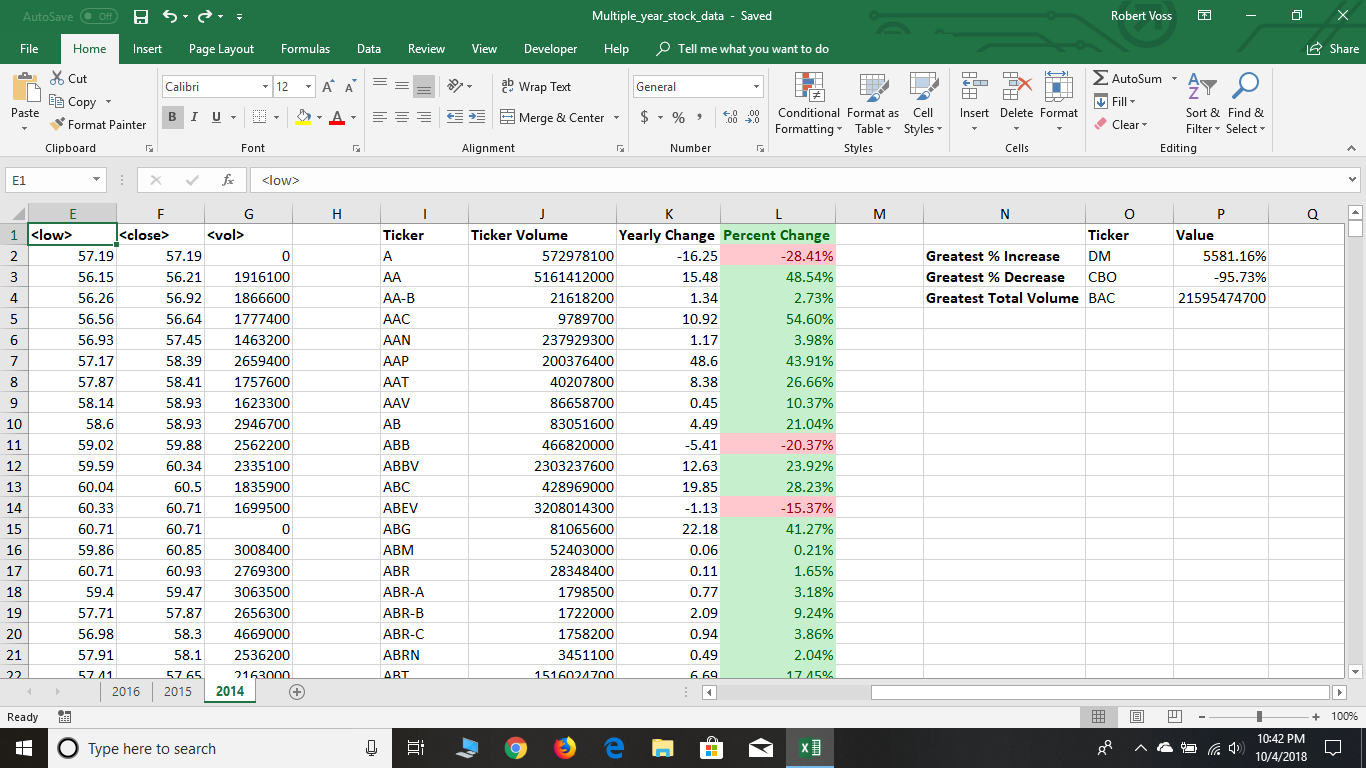 AutoSave Off Multiple_year_stock_data - Saved Robert Voss
File Home Insert Page Layout Formulas Data Review View Developer Help Tell me what you want to do Share
Paste Cut Copy Format Painter
Calibri 12 A A
B I U A
Wrap Text
Merge & Center
General
$ % , .00 .0 .00
Conditional Formatting Format as Table Cell Styles
Insert Delete Format
AutoSum Fill Clear
Sort & Filter Find & Select
Clipboard Font Alignment Number Styles Cells Editing
E1 fx <low>
E F G H I J K L M N O P Q
1 <low> <close> <vol> Ticker Ticker Volume Yearly Change Percent Change Ticker Value
2 57.19 57.19 0 A 572978100 -16.25 -28.41% Greatest % Increase DM 5581.16%
3 56.15 56.21 1916100 AA 5161412000 15.48 48.54% Greatest % Decrease CBO -95.73%
4 56.26 56.92 1866600 AA-B 21618200 1.34 2.73% Greatest Total Volume BAC 21595474700
5 56.56 56.64 1777400 AAC 9789700 10.92 54.60%
6 56.93 57.45 1463200 AAN 237929300 1.17 3.98%
7 57.17 58.39 2659400 AAP 200376400 48.6 43.91%
8 57.87 58.41 1757600 AAT 40207800 8.38 26.66%
9 58.14 58.93 1623300 AAV 86658700 0.45 10.37%
10 58.6 58.93 2946700 AB 83051600 4.49 21.04%
11 59.02 59.88 2562200 ABB 466820000 -5.41 -20.37%
12 59.59 60.34 2335100 ABBV 2303237600 12.63 23.92%
13 60.04 60.5 1835900 ABC 428969000 19.85 28.23%
14 60.33 60.71 1699500 ABEV 3208014300 -1.13 -15.37%
15 60.71 60.71 0 ABG 81065600 22.18 41.27%
16 59.86 60.85 3008400 ABM 52403000 0.06 0.21%
17 60.71 60.93 2769300 ABR 28348400 0.11 1.65%
18 59.4 59.47 3063500 ABR-A 1798500 0.77 3.18%
19 57.71 57.87 2656300 ABR-B 1722000 2.09 9.24%
20 56.98 58.3 4669000 ABR-C 1758200 0.94 3.86%
21 57.91 58.1 2536200 ABRN 3451100 0.49 2.04%
22 57.41 57.65 2163000 ABT 1516024700 6.69 17.45%
2016 2015 2014
Ready 100%
Type here to search
10:42 PM
10/4/2018